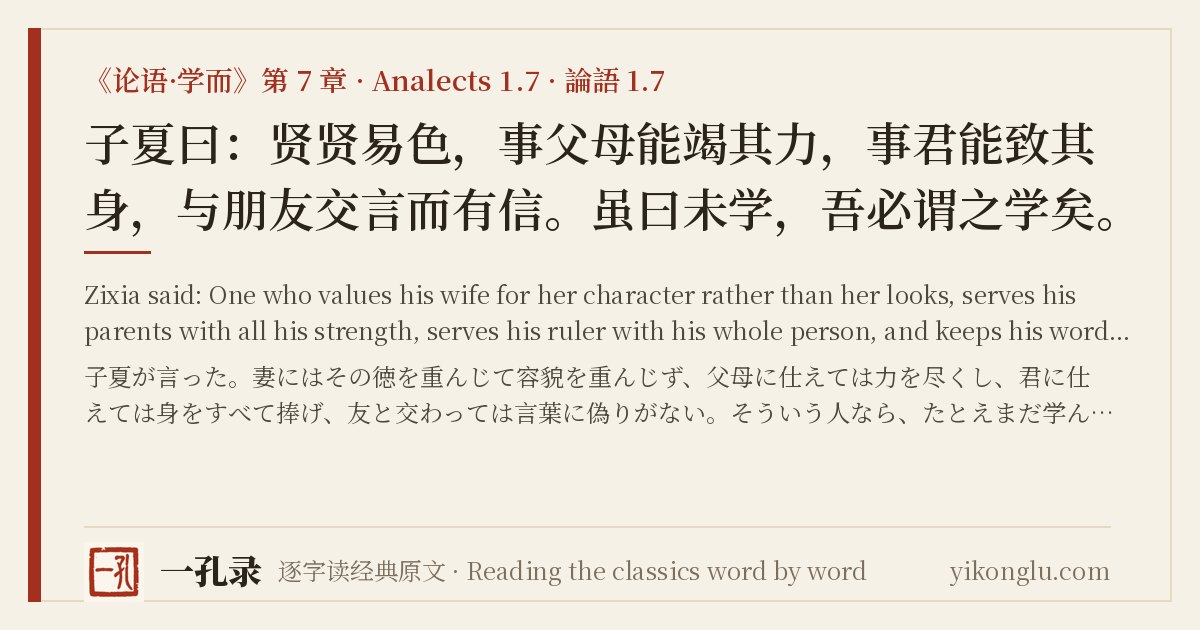 《论语·学而》第 7 章 · Analects 1.7 · 論語 1.7
子夏曰：贤贤易色，事父母能竭其力，事君能致其
身，与朋友交言而有信。虽曰未学，吾必谓之学矣。
Zixia said: One who values his wife for her character rather than her looks, serves his
parents with all his strength, serves his ruler with his whole person, and keeps his word…
子夏が言った。妻にはその徳を重んじて容貌を重んじず、父母に仕えては力を尽くし、君に仕
えては身をすべて捧げ、友と交わっては言葉に偽りがない。そういう人なら、たとえまだ学ん…
一孔
一孔录 逐字读经典原文 · Reading the classics word by word yikonglu.com